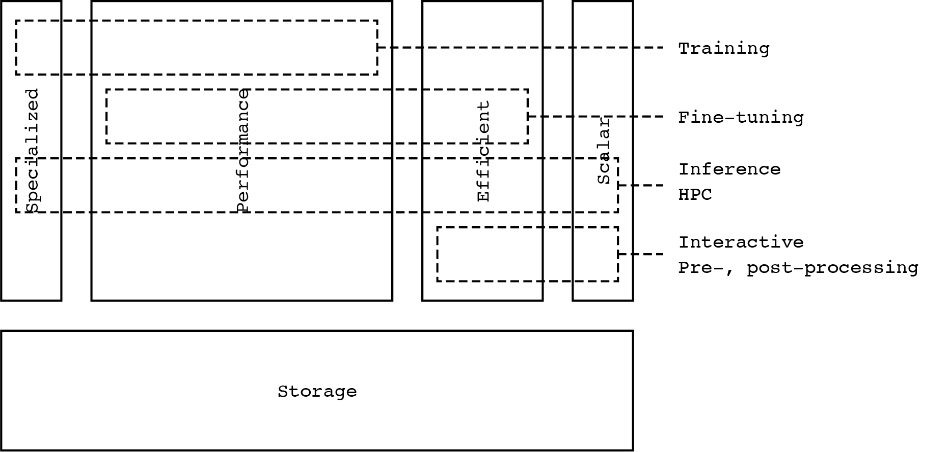 Training
Specialized
Performance
Efficient
Scalar
Fine-tuning
Inference
HPC
Interactive
Pre-, post-processing
Storage